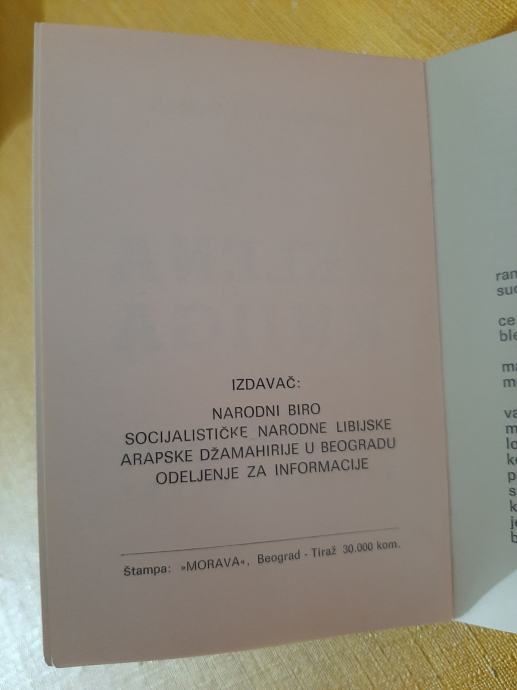 IZDAVAČ:
NARODNI BIRO
SOCIJALISTIČKE NARODNE LIBIJSKE
ARAPSKE DŽAMAHIRIJE U BEOGRADU
ODELJENJE ZA INFORMACIJE
Štampa: »MORAVA«, Beograd - Tiraž 30.000 kom.